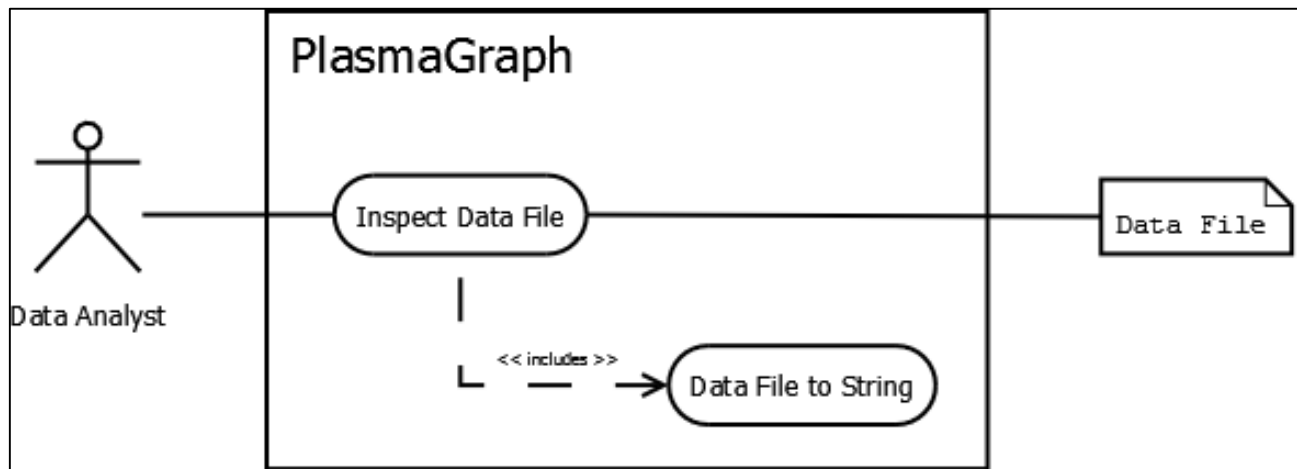 PlasmaGraph
Inspect Data File
Data File
Data Analyst
<< includes >>
Data File to String